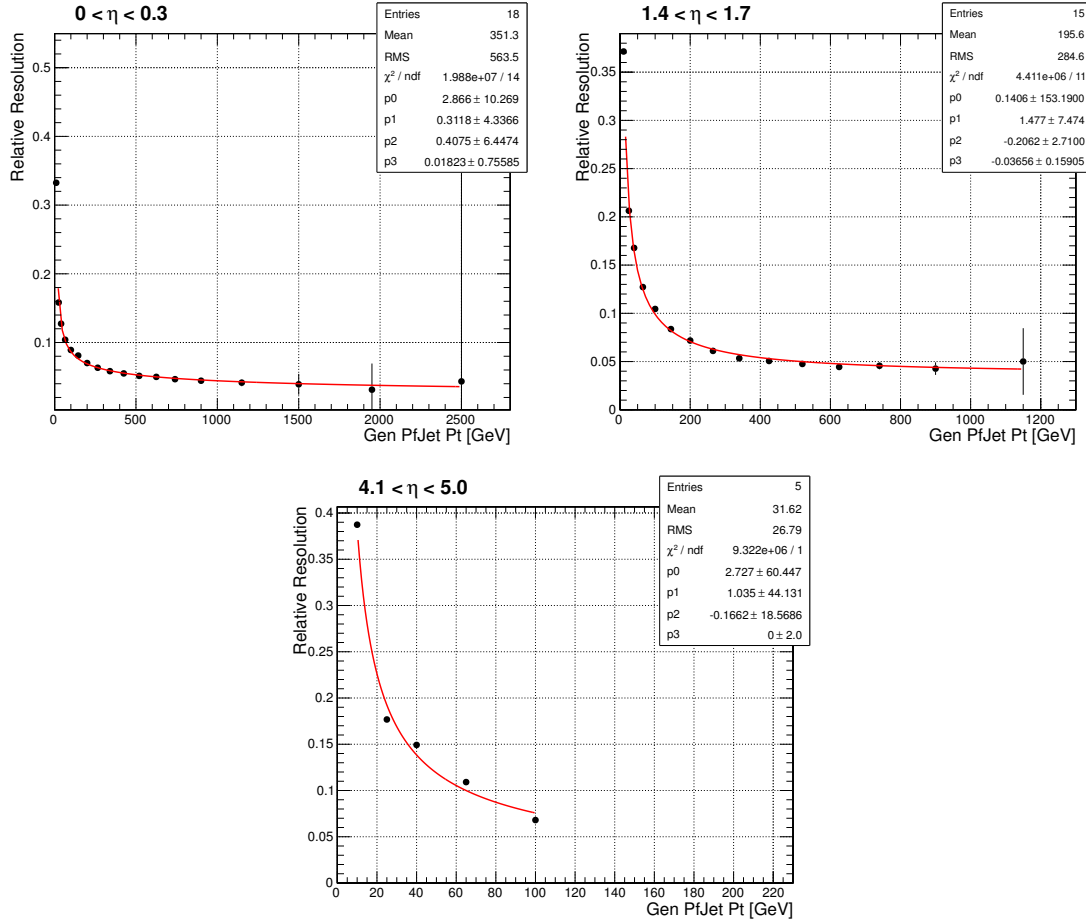 0 < η < 0.3
Entries 18
Mean 351.3
RMS 563.5
χ² / ndf 1.988e+07 / 14
p0 2.866 ± 10.269
p1 0.3118 ± 4.3366
p2 0.4075 ± 6.4474
p3 0.01823 ± 0.75585
Relative Resolution
0.5
0.4
0.3
0.2
0.1
0 500 1000 1500 2000 2500
Gen PfJet Pt [GeV]
1.4 < η < 1.7
Entries 15
Mean 195.6
RMS 284.6
χ² / ndf 4.411e+06 / 11
p0 0.1406 ± 153.1900
p1 1.477 ± 7.474
p2 -0.2062 ± 2.7100
p3 -0.03656 ± 0.15905
Relative Resolution
0.35
0.3
0.25
0.2
0.15
0.1
0.05
0
0 200 400 600 800 1000 1200
Gen PfJet Pt [GeV]
4.1 < η < 5.0
Entries 5
Mean 31.62
RMS 26.79
χ² / ndf 9.322e+06 / 1
p0 2.727 ± 60.447
p1 1.035 ± 44.131
p2 -0.1662 ± 18.5686
p3 0 ± 2.0
Relative Resolution
0.4
0.35
0.3
0.25
0.2
0.15
0.1
0.05
0
0 20 40 60 80 100 120 140 160 180 200 220
Gen PfJet Pt [GeV]